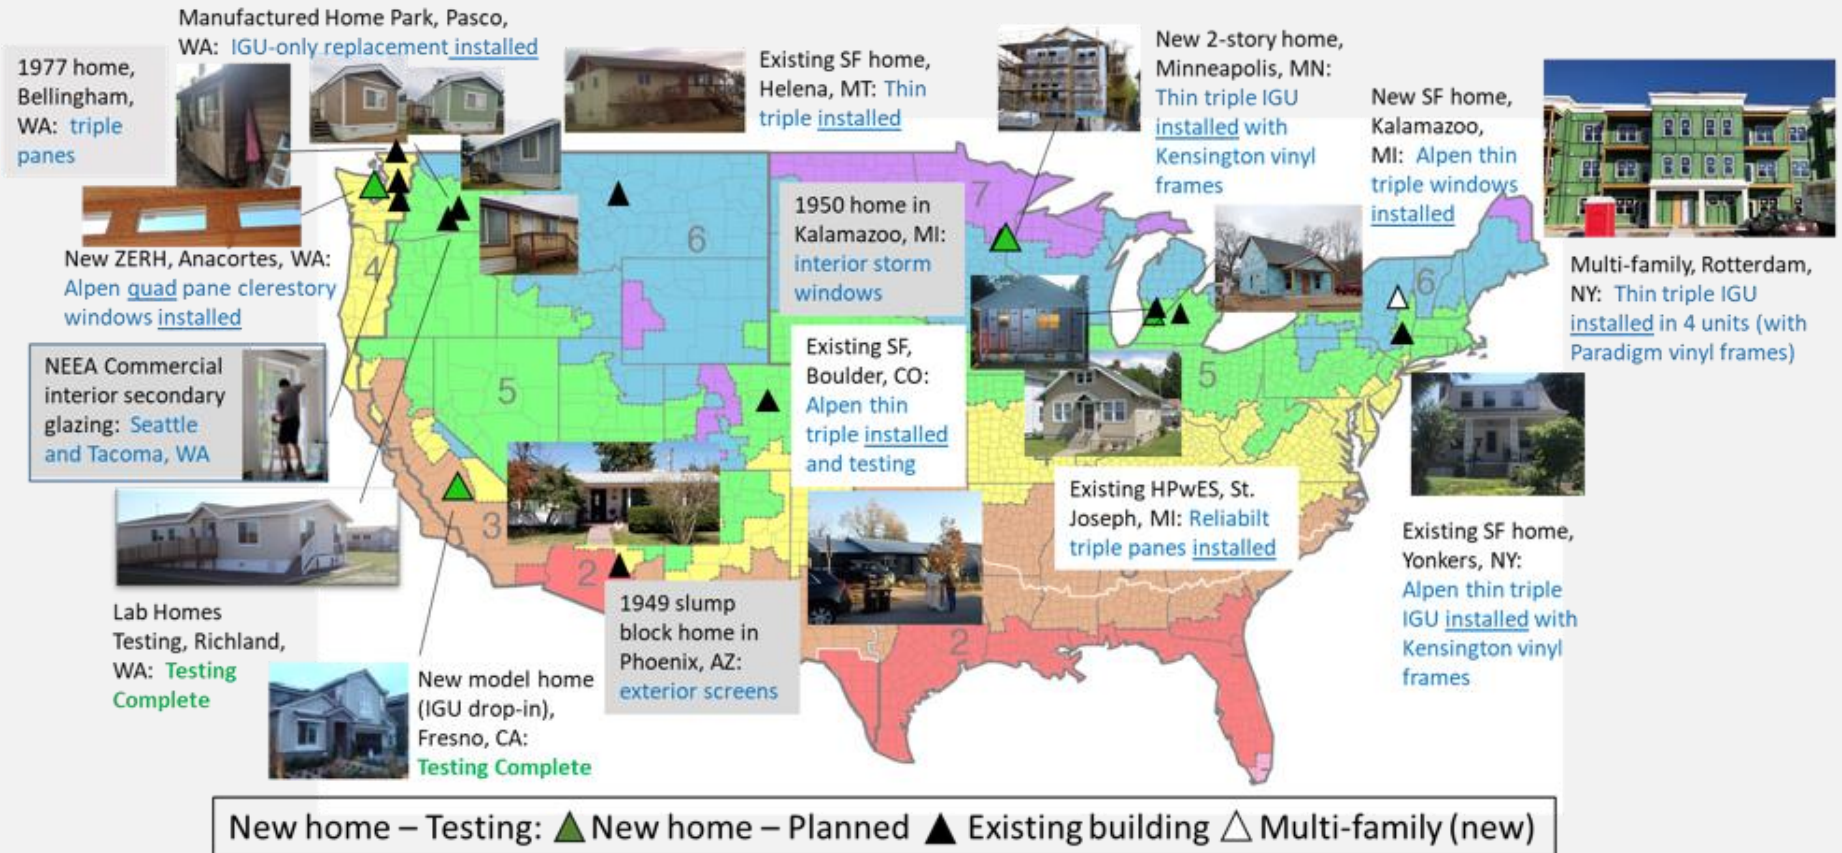 Manufactured Home Park, Pasco,
WA: IGU-only replacement installed
1977 home,
Bellingham,
WA: triple
panes
Existing SF home,
Helena, MT: Thin
triple installed
New 2-story home,
Minneapolis, MN:
Thin triple IGU
installed with
Kensington vinyl
frames
New SF home,
Kalamazoo,
MI: Alpen thin
triple windows
installed
Multi-family, Rotterdam,
NY: Thin triple IGU
installed in 4 units (with
Paradigm vinyl frames)
New ZERH, Anacortes, WA:
Alpen quad pane clerestory
windows installed
1950 home in
Kalamazoo, MI:
interior storm
windows
NEEA Commercial
interior secondary
glazing: Seattle
and Tacoma, WA
Existing SF,
Boulder, CO:
Alpen thin
triple installed
and testing
Existing HPwES, St.
Joseph, MI: Reliabilt
triple panes installed
Existing SF home,
Yonkers, NY:
Alpen thin triple
IGU installed with
Kensington vinyl
frames
Lab Homes
Testing, Richland,
WA: Testing
Complete
New model home
(IGU drop-in),
Fresno, CA:
Testing Complete
1949 slump
block home in
Phoenix, AZ:
exterior screens
4
5
6
7
6
5
3
2
2
New home – Testing: New home – Planned Existing building Multi-family (new)